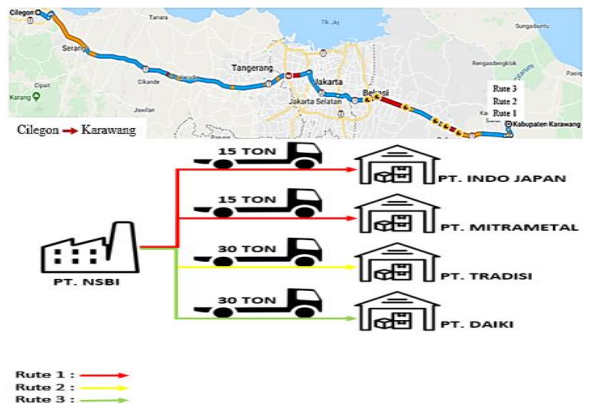 Cilegon
Tanara
Serang
Cikande
Cipait
Karang
Jawilan
Tangerang
Jakarta
Jakarta Selatan
Bekasi
Sungaibuntu
Rengasdengklok
Rute 3
Rute 2
Rute 1
Kabupaten Karawang
Cilegon → Karawang
15 TON
PT. INDO JAPAN
15 TON
PT. MITRAMETAL
30 TON
PT. TRADISI
PT. NSBI
30 TON
PT. DAIKI
Rute 1 :
Rute 2 :
Rute 3 :